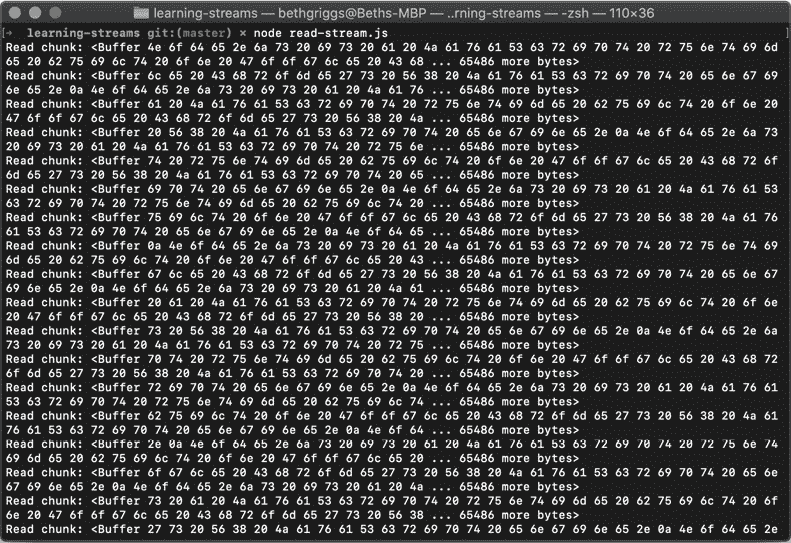 learning-streams — bethgriggs@Beths-MBP — ..rning-streams — -zsh — 110×36
[→  learning-streams git:(master) × node read-stream.js
Read chunk: <Buffer 4e 6f 64 65 2e 6a 73 20 69 73 20 61 20 4a 61 76 61 53 63 72 69 70 74 20 72 75 6e 74 69 6d
65 20 62 75 69 6c 74 20 6f 6e 20 47 6f 6f 67 6c 65 20 43 68 ... 65486 more bytes>
Read chunk: <Buffer 6c 65 20 43 68 72 6f 6d 65 27 73 20 56 38 20 4a 61 76 61 53 63 72 69 70 74 20 65 6e 67 69
6e 65 2e 0a 4e 6f 64 65 2e 6a 73 20 69 73 20 61 20 4a 61 76 ... 65486 more bytes>
Read chunk: <Buffer 61 20 4a 61 76 61 53 63 72 69 70 74 20 72 75 6e 74 69 6d 65 20 62 75 69 6c 74 20 6f 6e 20
47 6f 6f 67 6c 65 20 43 68 72 6f 6d 65 27 73 20 56 38 20 4a ... 65486 more bytes>
Read chunk: <Buffer 20 56 38 20 4a 61 76 61 53 63 72 69 70 74 20 65 6e 67 69 6e 65 2e 0a 4e 6f 64 65 2e 6a 73
20 69 73 20 61 20 4a 61 76 61 53 63 72 69 70 74 20 72 75 6e ... 65486 more bytes>
Read chunk: <Buffer 74 20 72 75 6e 74 69 6d 65 20 62 75 69 6c 74 20 6f 6e 20 47 6f 6f 67 6c 65 20 43 68 72 6f
6d 65 27 73 20 56 38 20 4a 61 76 61 53 63 72 69 70 74 20 65 ... 65486 more bytes>
Read chunk: <Buffer 69 70 74 20 65 6e 67 69 6e 65 2e 0a 4e 6f 64 65 2e 6a 73 20 69 73 20 61 20 4a 61 76 61 53
63 72 69 70 74 20 72 75 6e 74 69 6d 65 20 62 75 69 6c 74 20 ... 65486 more bytes>
Read chunk: <Buffer 75 69 6c 74 20 6f 6e 20 47 6f 6f 67 6c 65 20 43 68 72 6f 6d 65 27 73 20 56 38 20 4a 61 76
61 53 63 72 69 70 74 20 65 6e 67 69 6e 65 2e 0a 4e 6f 64 65 ... 65486 more bytes>
Read chunk: <Buffer 0a 4e 6f 64 65 2e 6a 73 20 69 73 20 61 20 4a 61 76 61 53 63 72 69 70 74 20 72 75 6e 74 69
6d 65 20 62 75 69 6c 74 20 6f 6e 20 47 6f 6f 67 6c 65 20 43 ... 65486 more bytes>
Read chunk: <Buffer 67 6c 65 20 43 68 72 6f 6d 65 27 73 20 56 38 20 4a 61 76 61 53 63 72 69 70 74 20 65 6e 67
69 6e 65 2e 0a 4e 6f 64 65 2e 6a 73 20 69 73 20 61 20 4a 61 ... 65486 more bytes>
Read chunk: <Buffer 20 61 20 4a 61 76 61 53 63 72 69 70 74 20 72 75 6e 74 69 6d 65 20 62 75 69 6c 74 20 6f 6e
20 47 6f 6f 67 6c 65 20 43 68 72 6f 6d 65 27 73 20 56 38 20 ... 65486 more bytes>
Read chunk: <Buffer 73 20 56 38 20 4a 61 76 61 53 63 72 69 70 74 20 65 6e 67 69 6e 65 2e 0a 4e 6f 64 65 2e 6a
73 20 69 73 20 61 20 4a 61 76 61 53 63 72 69 70 74 20 72 75 ... 65486 more bytes>
Read chunk: <Buffer 70 74 20 72 75 6e 74 69 6d 65 20 62 75 69 6c 74 20 6f 6e 20 47 6f 6f 67 6c 65 20 43 68 72
6f 6d 65 27 73 20 56 38 20 4a 61 76 61 53 63 72 69 70 74 20 ... 65486 more bytes>
Read chunk: <Buffer 72 69 70 74 20 65 6e 67 69 6e 65 2e 0a 4e 6f 64 65 2e 6a 73 20 69 73 20 61 20 4a 61 76 61
53 63 72 69 70 74 20 72 75 6e 74 69 6d 65 20 62 75 69 6c 74 ... 65486 more bytes>
Read chunk: <Buffer 62 75 69 6c 74 20 6f 6e 20 47 6f 6f 67 6c 65 20 43 68 72 6f 6d 65 27 73 20 56 38 20 4a 61
76 61 53 63 72 69 70 74 20 65 6e 67 69 6e 65 2e 0a 4e 6f 64 ... 65486 more bytes>
Read chunk: <Buffer 2e 0a 4e 6f 64 65 2e 6a 73 20 69 73 20 61 20 4a 61 76 61 53 63 72 69 70 74 20 72 75 6e 74
69 6d 65 20 62 75 69 6c 74 20 6f 6e 20 47 6f 6f 67 6c 65 20 ... 65486 more bytes>
Read chunk: <Buffer 6f 67 6c 65 20 43 68 72 6f 6d 65 27 73 20 56 38 20 4a 61 76 61 53 63 72 69 70 74 20 65 6e
67 69 6e 65 2e 0a 4e 6f 64 65 2e 6a 73 20 69 73 20 61 20 4a ... 65486 more bytes>
Read chunk: <Buffer 73 20 61 20 4a 61 76 61 53 63 72 69 70 74 20 72 75 6e 74 69 6d 65 20 62 75 69 6c 74 20 6f
6e 20 47 6f 6f 67 6c 65 20 43 68 72 6f 6d 65 27 73 20 56 38 ... 65486 more bytes>
Read chunk: <Buffer 27 73 20 56 38 20 4a 61 76 61 53 63 72 69 70 74 20 65 6e 67 69 6e 65 2e 0a 4e 6f 64 65 2e